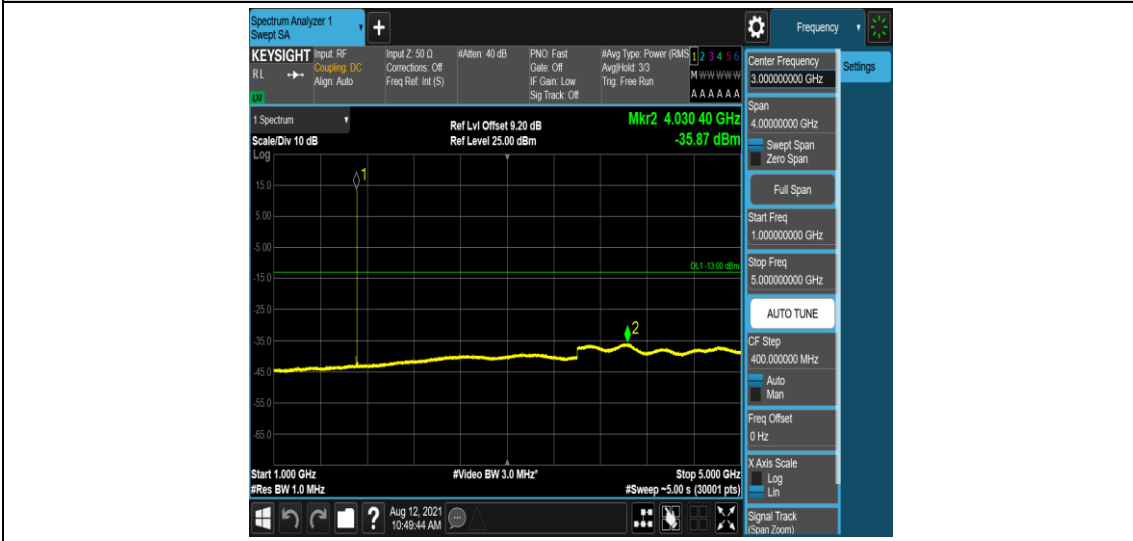 Spectrum Analyzer 1
Swept SA
+
Frequency
KEYSIGHT
RL
LXI
Input: RF
Coupling: DC
Align: Auto
Input Z: 50 Ω
Corrections: Off
Freq Ref: Int (S)
#Atten: 40 dB
PNO: Fast
Gate: Off
IF Gain: Low
Sig Track: Off
#Avg Type: Power (RMS
Avg|Hold: 3/3
Trig: Free Run
1 2 3 4 5 6
M W W W W W
A A A A A A
1 Spectrum
Scale/Div 10 dB
Ref Lvl Offset 9.20 dB
Ref Level 25.00 dBm
Mkr2 4.030 40 GHz
-35.87 dBm
Log
15.0
5.00
-5.00
-15.0
-25.0
-35.0
-45.0
-55.0
-65.0
1
DL1 -13.00 dBm
2
Start 1.000 GHz
#Res BW 1.0 MHz
#Video BW 3.0 MHz*
Stop 5.000 GHz
#Sweep ~5.00 s (30001 pts)
?
Aug 12, 2021
10:49:44 AM
Center Frequency
3.000000000 GHz
Settings
Span
4.00000000 GHz
Swept Span
Zero Span
Full Span
Start Freq
1.000000000 GHz
Stop Freq
5.000000000 GHz
AUTO TUNE
CF Step
400.000000 MHz
Auto
Man
Freq Offset
0 Hz
X Axis Scale
Log
Lin
Signal Track
(Span Zoom)